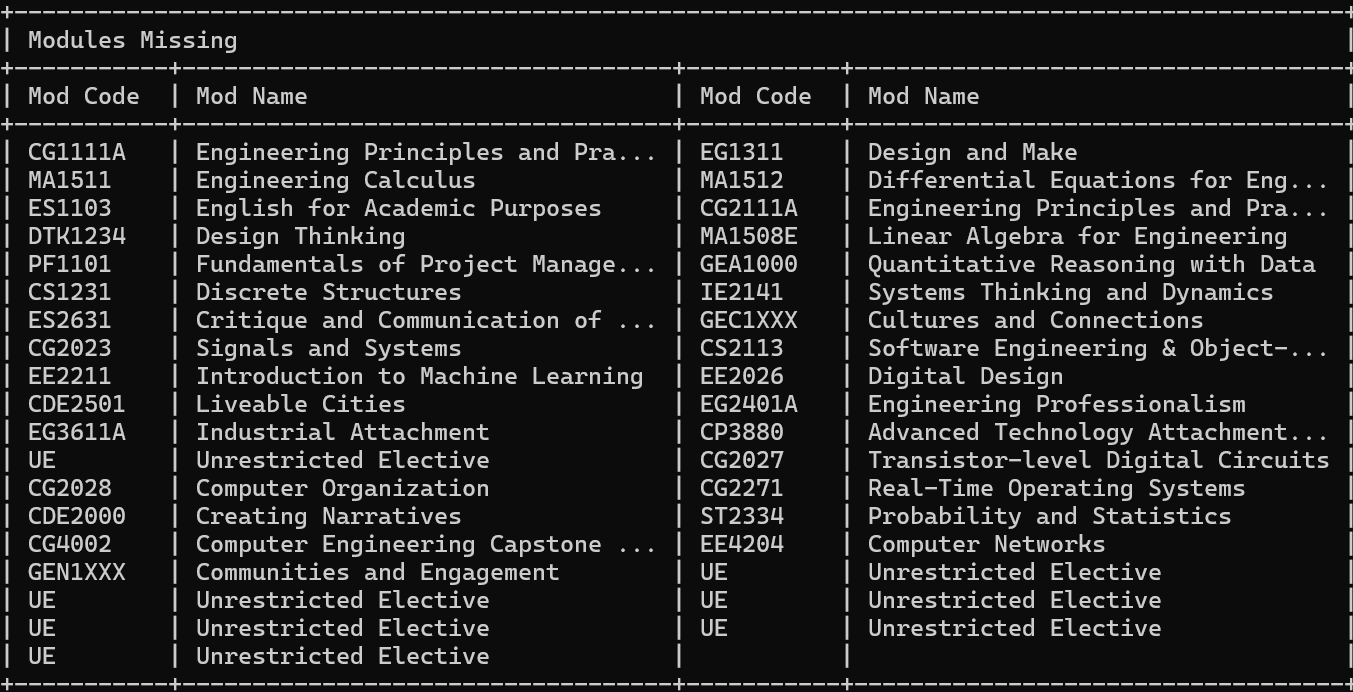 +-----------------------------------------------------------------------------------------------+
| Modules Missing                                                                               |
+-----------+-----------------------------------+-----------+-----------------------------------+
| Mod Code  | Mod Name                          | Mod Code  | Mod Name                          |
+-----------+-----------------------------------+-----------+-----------------------------------+
| CG1111A   | Engineering Principles and Pra... | EG1311    | Design and Make                   |
| MA1511    | Engineering Calculus              | MA1512    | Differential Equations for Eng... |
| ES1103    | English for Academic Purposes     | CG2111A   | Engineering Principles and Pra... |
| DTK1234   | Design Thinking                   | MA1508E   | Linear Algebra for Engineering    |
| PF1101    | Fundamentals of Project Manage... | GEA1000   | Quantitative Reasoning with Data  |
| CS1231    | Discrete Structures               | IE2141    | Systems Thinking and Dynamics     |
| ES2631    | Critique and Communication of ... | GEC1XXX   | Cultures and Connections          |
| CG2023    | Signals and Systems               | CS2113    | Software Engineering & Object-... |
| EE2211    | Introduction to Machine Learning  | EE2026    | Digital Design                    |
| CDE2501   | Liveable Cities                   | EG2401A   | Engineering Professionalism       |
| EG3611A   | Industrial Attachment             | CP3880    | Advanced Technology Attachment... |
| UE        | Unrestricted Elective             | CG2027    | Transistor-level Digital Circuits |
| CG2028    | Computer Organization             | CG2271    | Real-Time Operating Systems       |
| CDE2000   | Creating Narratives               | ST2334    | Probability and Statistics        |
| CG4002    | Computer Engineering Capstone ... | EE4204    | Computer Networks                 |
| GEN1XXX   | Communities and Engagement        | UE        | Unrestricted Elective             |
| UE        | Unrestricted Elective             | UE        | Unrestricted Elective             |
| UE        | Unrestricted Elective             | UE        | Unrestricted Elective             |
| UE        | Unrestricted Elective             |           |                                   |
+-----------+-----------------------------------+-----------+-----------------------------------+